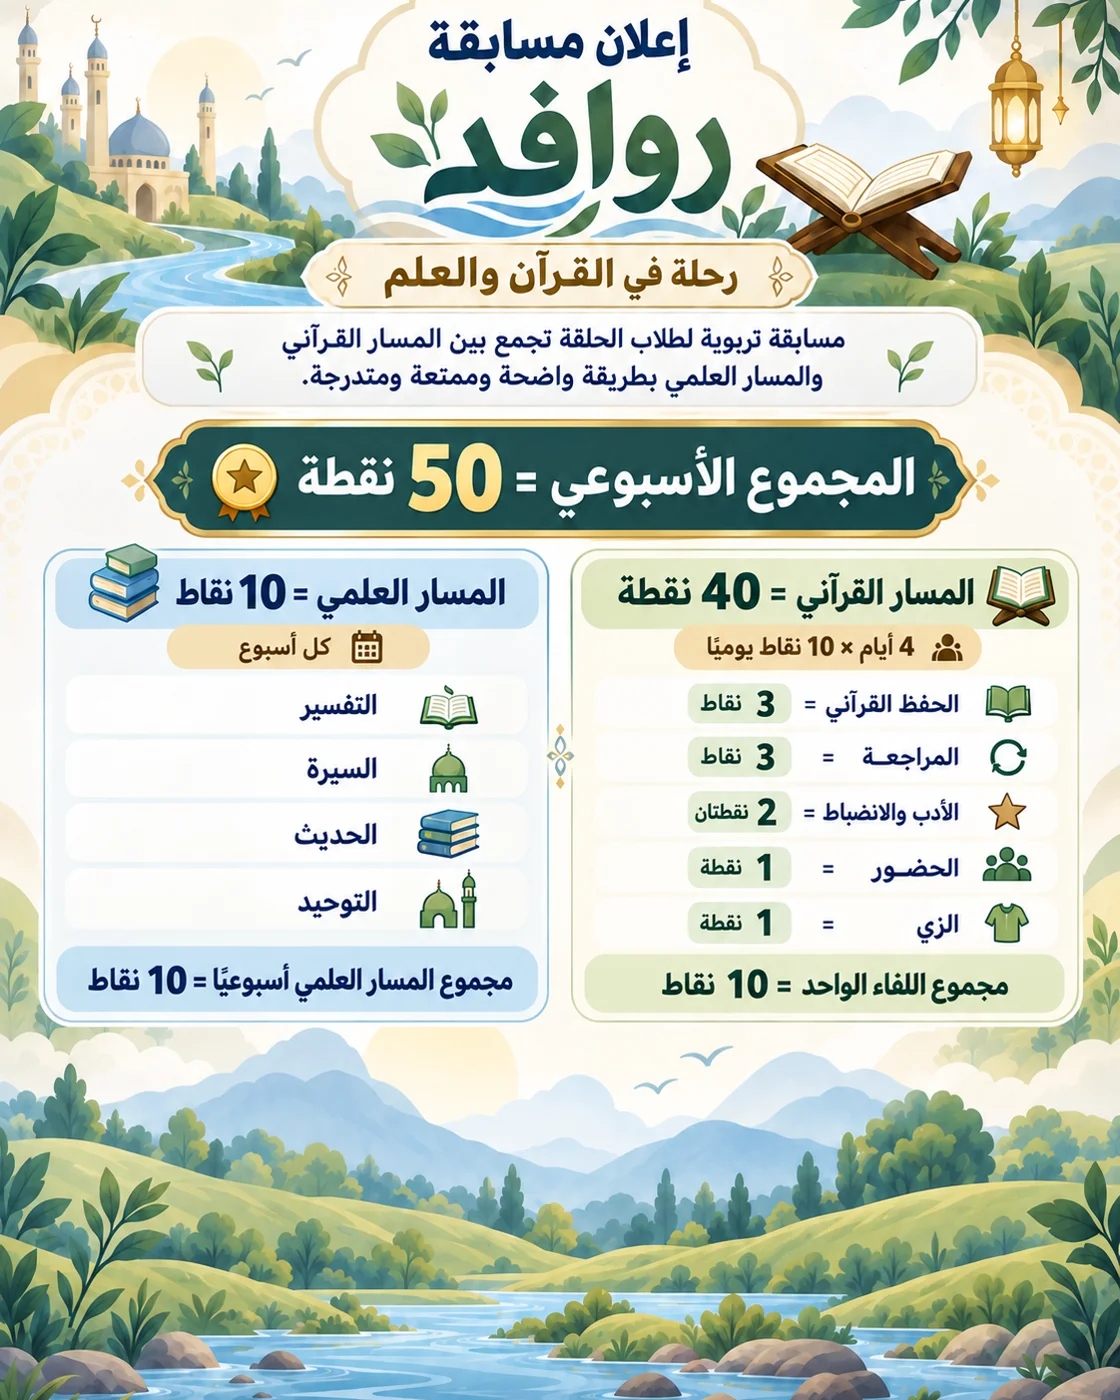 إعلان مسابقة
روافد
رحلة في القرآن والعلم
مسابقة تربوية لطلاب الحلقة تجمع بين المسار القرآني
والمسار العلمي بطريقة واضحة وممتعة ومتدرجة.
المجموع الأسبوعي = 50 نقطة
المسار القرآني = 40 نقطة
4 أيام × 10 نقاط يوميًا
الحفظ القرآني = 3 نقاط
المراجعــة = 3 نقاط
الأدب والانضباط = 2 نقطتان
الحضــور = 1 نقطة
الزي = 1 نقطة
مجموع اللفاء الواحد = 10 نقاط
المسار العلمي = 10 نقاط
كل أسبوع
التفسير
السيرة
الحديث
التوحيد
مجموع المسار العلمي أسبوعيًا = 10 نقاط